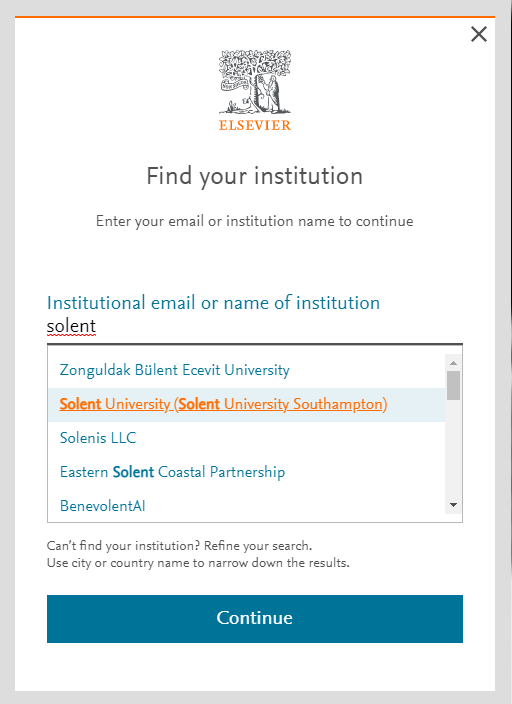 ELSEVIER
Find your institution
Enter your email or institution name to continue
Institutional email or name of institution
solent
Zonguldak Bülent Ecevit University
Solent University (Solent University Southampton)
Solenis LLC
Eastern Solent Coastal Partnership
BenevolentAI
Can't find your institution? Refine your search.
Use city or country name to narrow down the results.
Continue